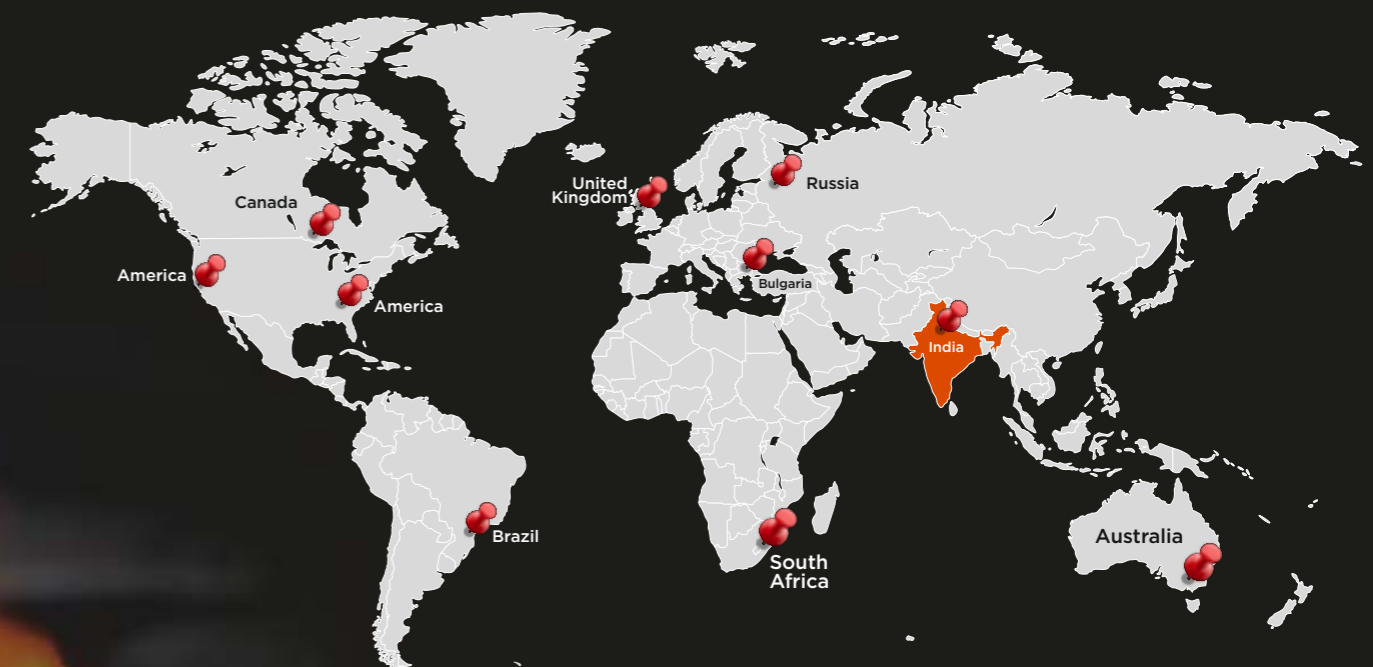 United
Kingdom
Russia
Canada
America
America
Bulgaria
India
Brazil
Australia
South
Africa